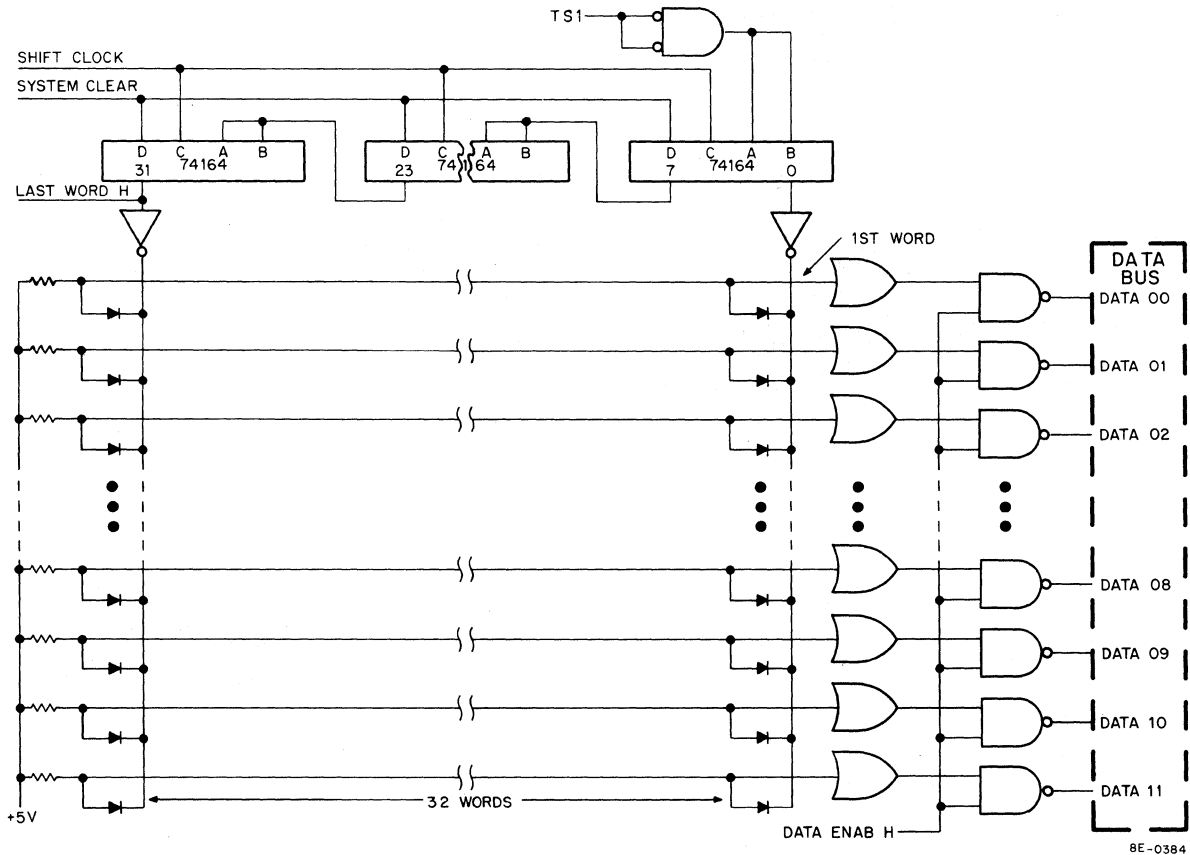 TS1
SHIFT CLOCK
SYSTEM CLEAR
D C A B
31 74164
D C A B
23 74164
D C A B
7 74164 0
LAST WORD H
1ST WORD
DATA
BUS
DATA 00
DATA 01
DATA 02
DATA 08
DATA 09
DATA 10
DATA 11
32 WORDS
+5V
DATA ENAB H
8E-0384